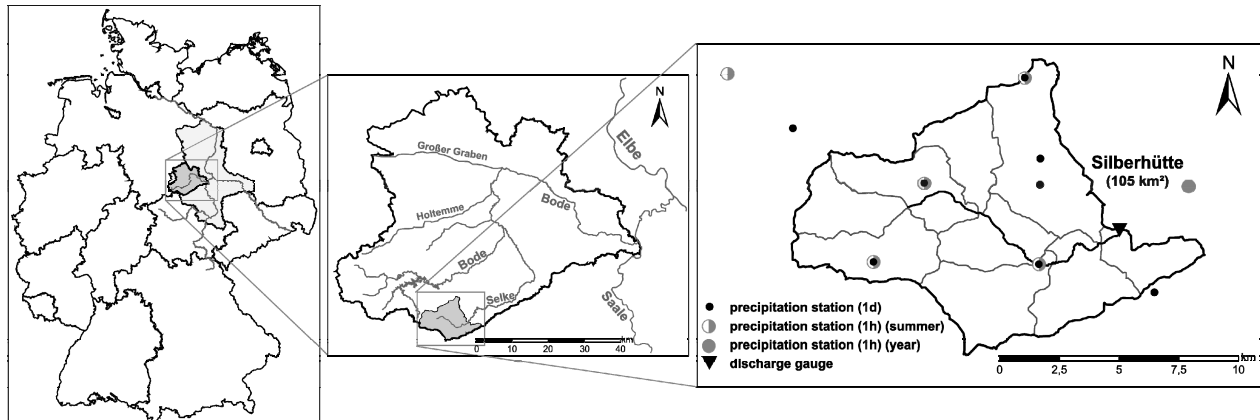 N
Großer Graben
Elbe
Holtemme
Bode
Bode
Selke
Saale
0 10 20 30 40
km
N
Silberhütte
(105 km²)
precipitation station (1d)
precipitation station (1h) (summer)
precipitation station (1h) (year)
discharge gauge
0 2,5 5 7,5 10
km